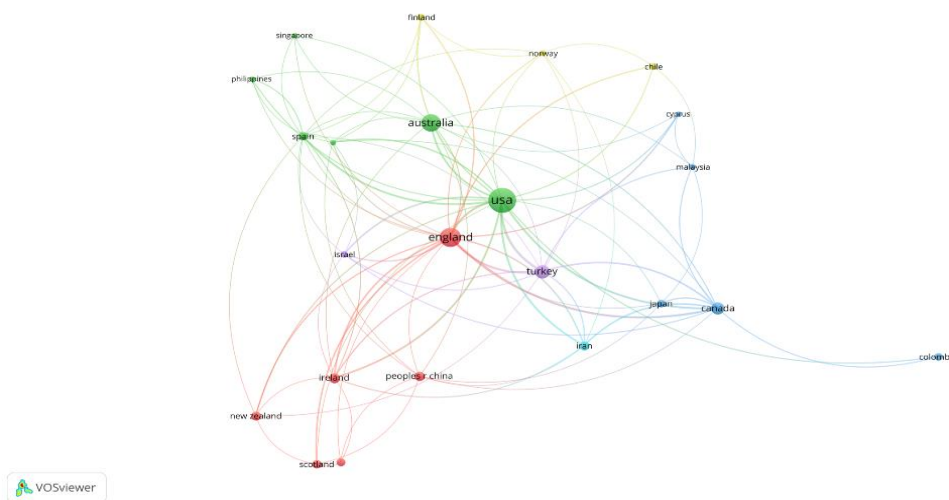 finland
singapore
norway
chile
philippines
cyprus
australia
spain
malaysia
usa
england
israel
turkey
japan
canada
iran
colomb
ireland
peoples r china
new zealand
scotland
VOSviewer